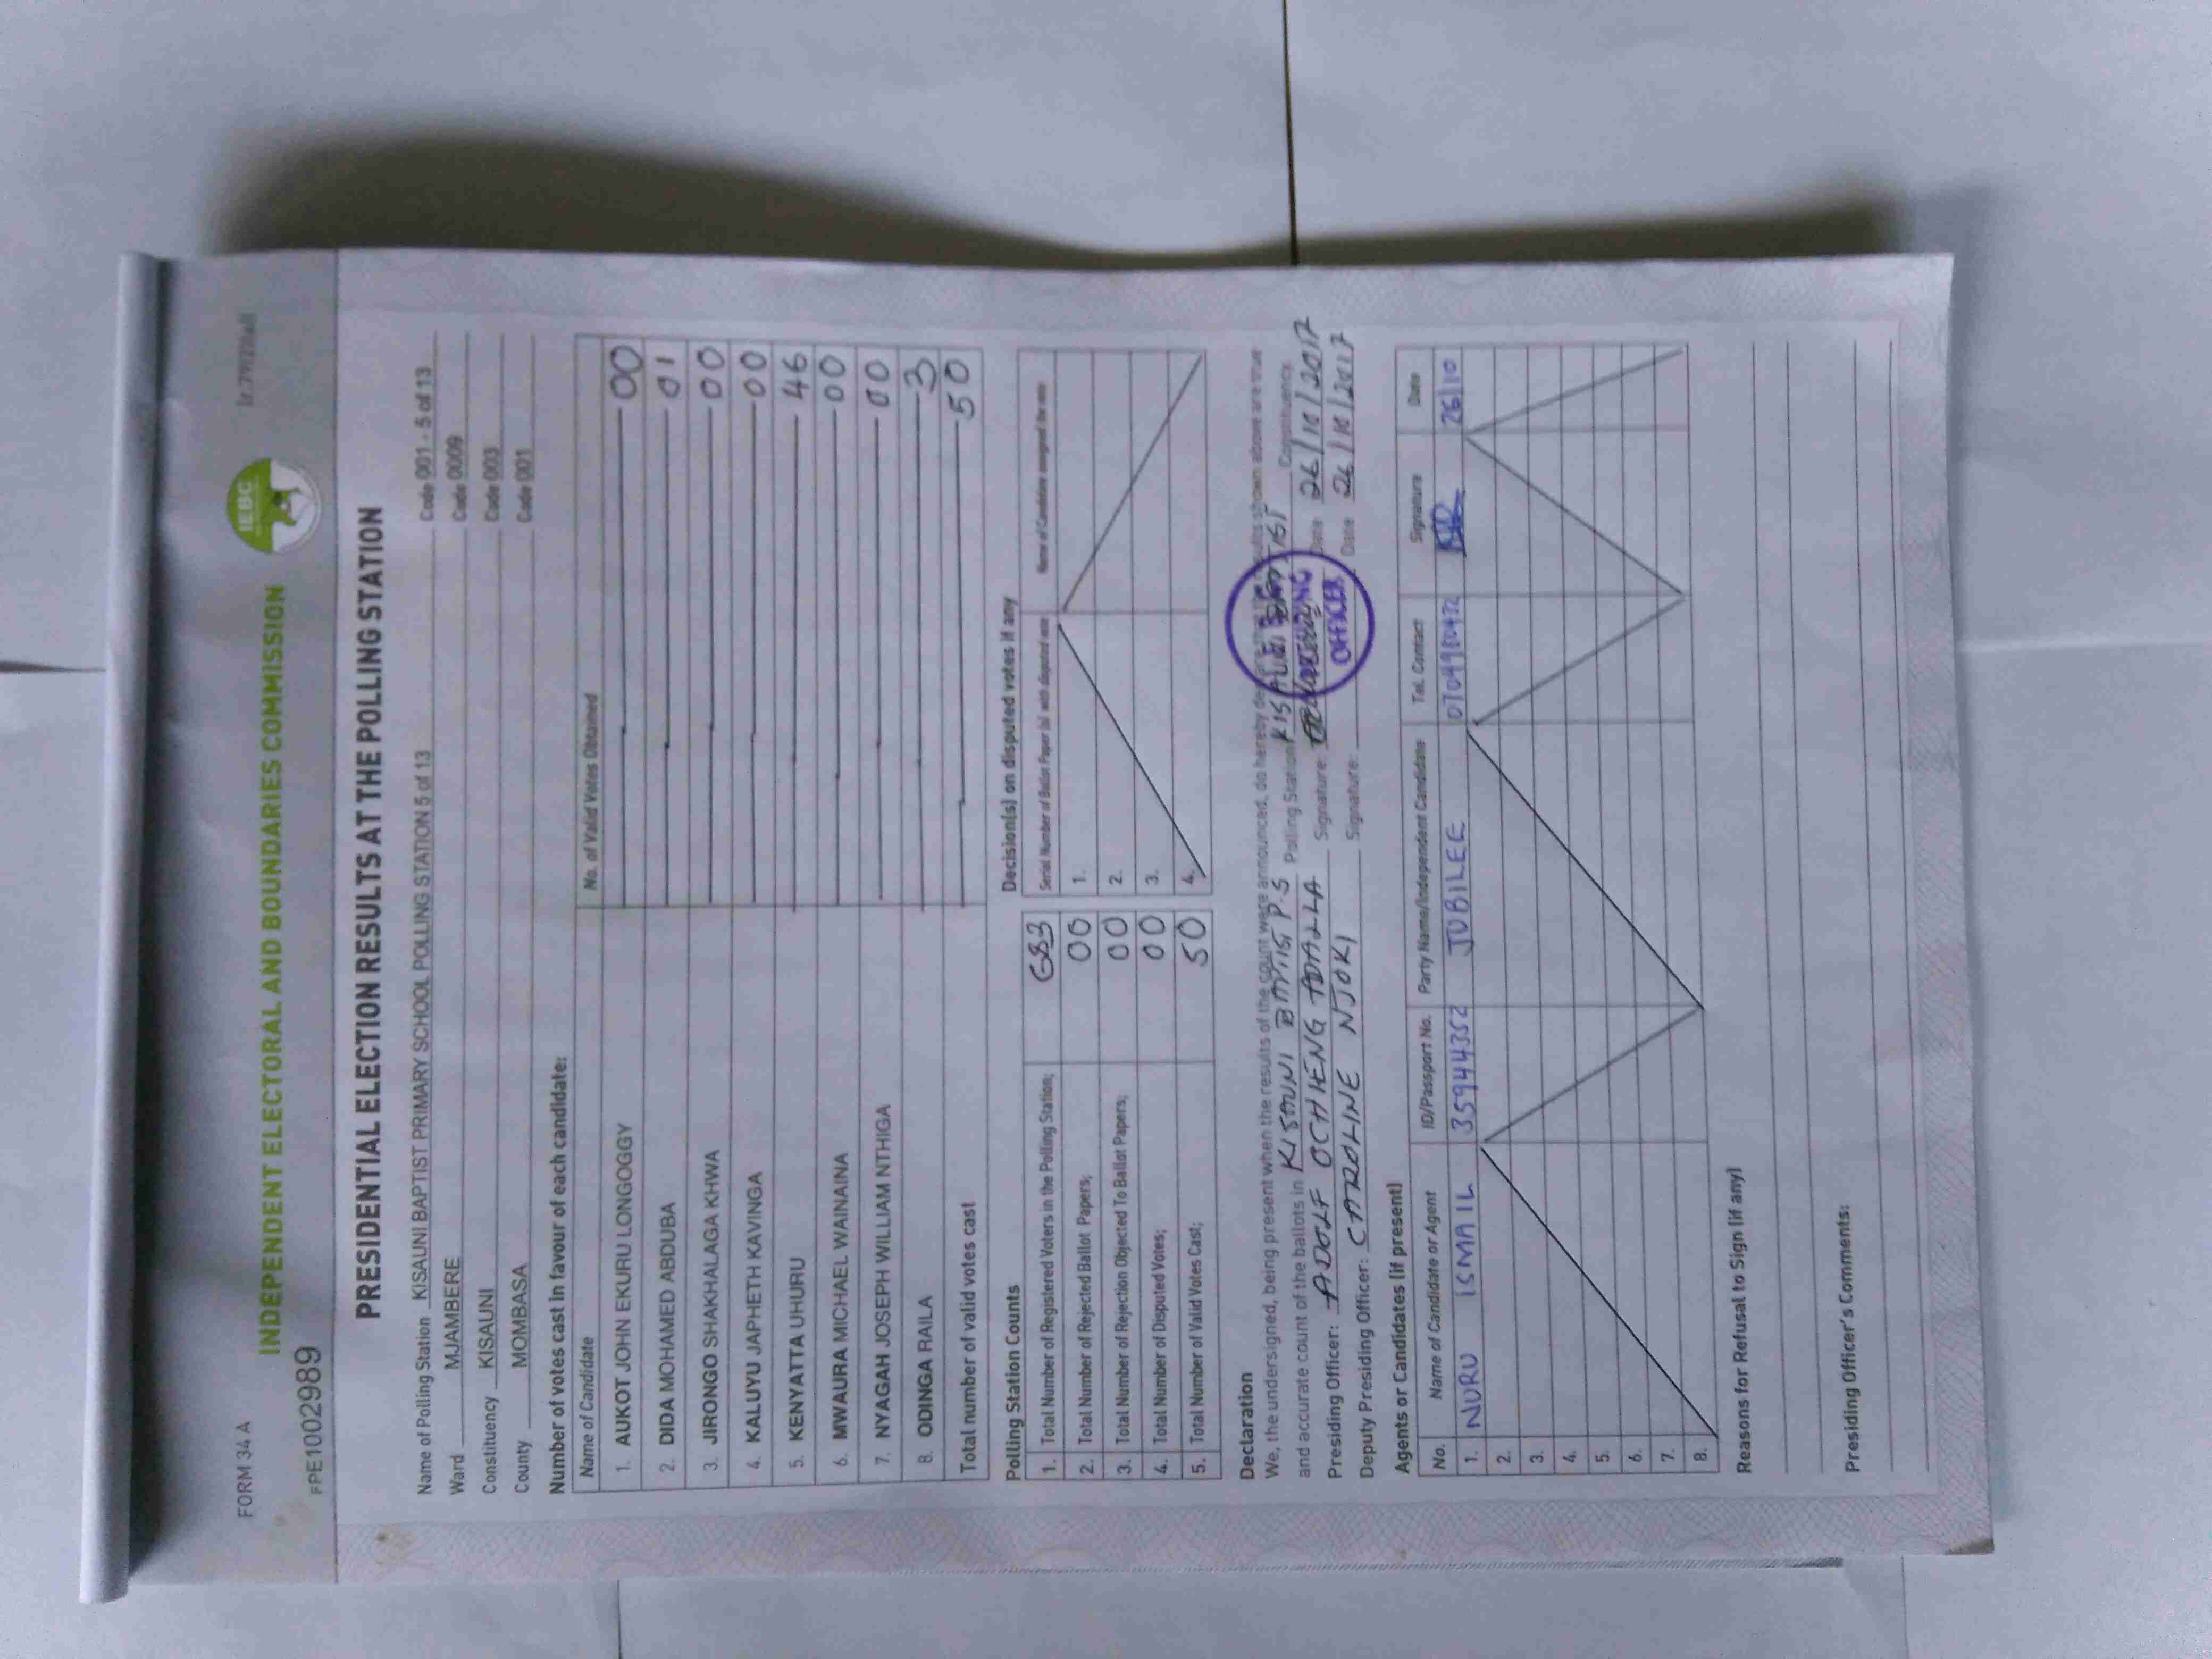 FORM 34 A
IEBC
INDEPENDENT ELECTORAL AND BOUNDARIES COMMISSION
FPE1002989
PRESIDENTIAL ELECTION RESULTS AT THE POLLING STATION
Name of Polling Station KISAUNI BAPTIST PRIMARY SCHOOL POLLING STATION 5 of 13 Code 001 - 5 of 13
Ward MJAMBERE Code 0009
Constituency KISAUNI Code 003
County MOMBASA Code 001
Number of votes cast in favour of each candidate:
Name of Candidate No. of Valid Votes Obtained
1. AUKOT JOHN EKURU LONGOGGY 00
2. DIDA MOHAMED ABDUBA 01
3. JIRONGO SHAKHALAGA KHWA 00
4. KALUYU JAPHETH KAVINGA 00
5. KENYATTA UHURU 46
6. MWAURA MICHAEL WAINAINA 00
7. NYAGAH JOSEPH WILLIAM NTHIGA 00
8. ODINGA RAILA 3
Total number of valid votes cast 50
Polling Station Counts
1. Total Number of Registered Voters in the Polling Station; 683
2. Total Number of Rejected Ballot Papers; 00
3. Total Number of Rejection Objected To Ballot Papers; 00
4. Total Number of Disputed Votes; 00
5. Total Number of Valid Votes Cast; 50
Decision(s) on disputed votes if any
Serial Number of Ballot Paper (s) with disputed vote Name of Candidate assigned the vote
1.
2.
3.
4.
Declaration
We, the undersigned, being present when the results of the count were announced, do hereby declare that the results shown above are true
and accurate count of the ballots in KISAUNI BAPTIST P.S Polling Station KISAUNI Constituency
Presiding Officer: ADOLF OCHIENG ADALLA Signature: Date 26/10/2017
Deputy Presiding Officer: CAROLINE NJOKI Signature: Date 26/10/2017
PRESIDING
OFFICER
Agents or Candidates (if present)
No. Name of Candidate or Agent ID/Passport No. Party Name/Independent Candidate Tel. Contact Signature Date
1. NURU ISMAIL 35944352 JUBILEE 26/10
2.
3.
4.
5.
6.
7.
8.
Reasons for Refusal to Sign (if any)
Presiding Officer's Comments: